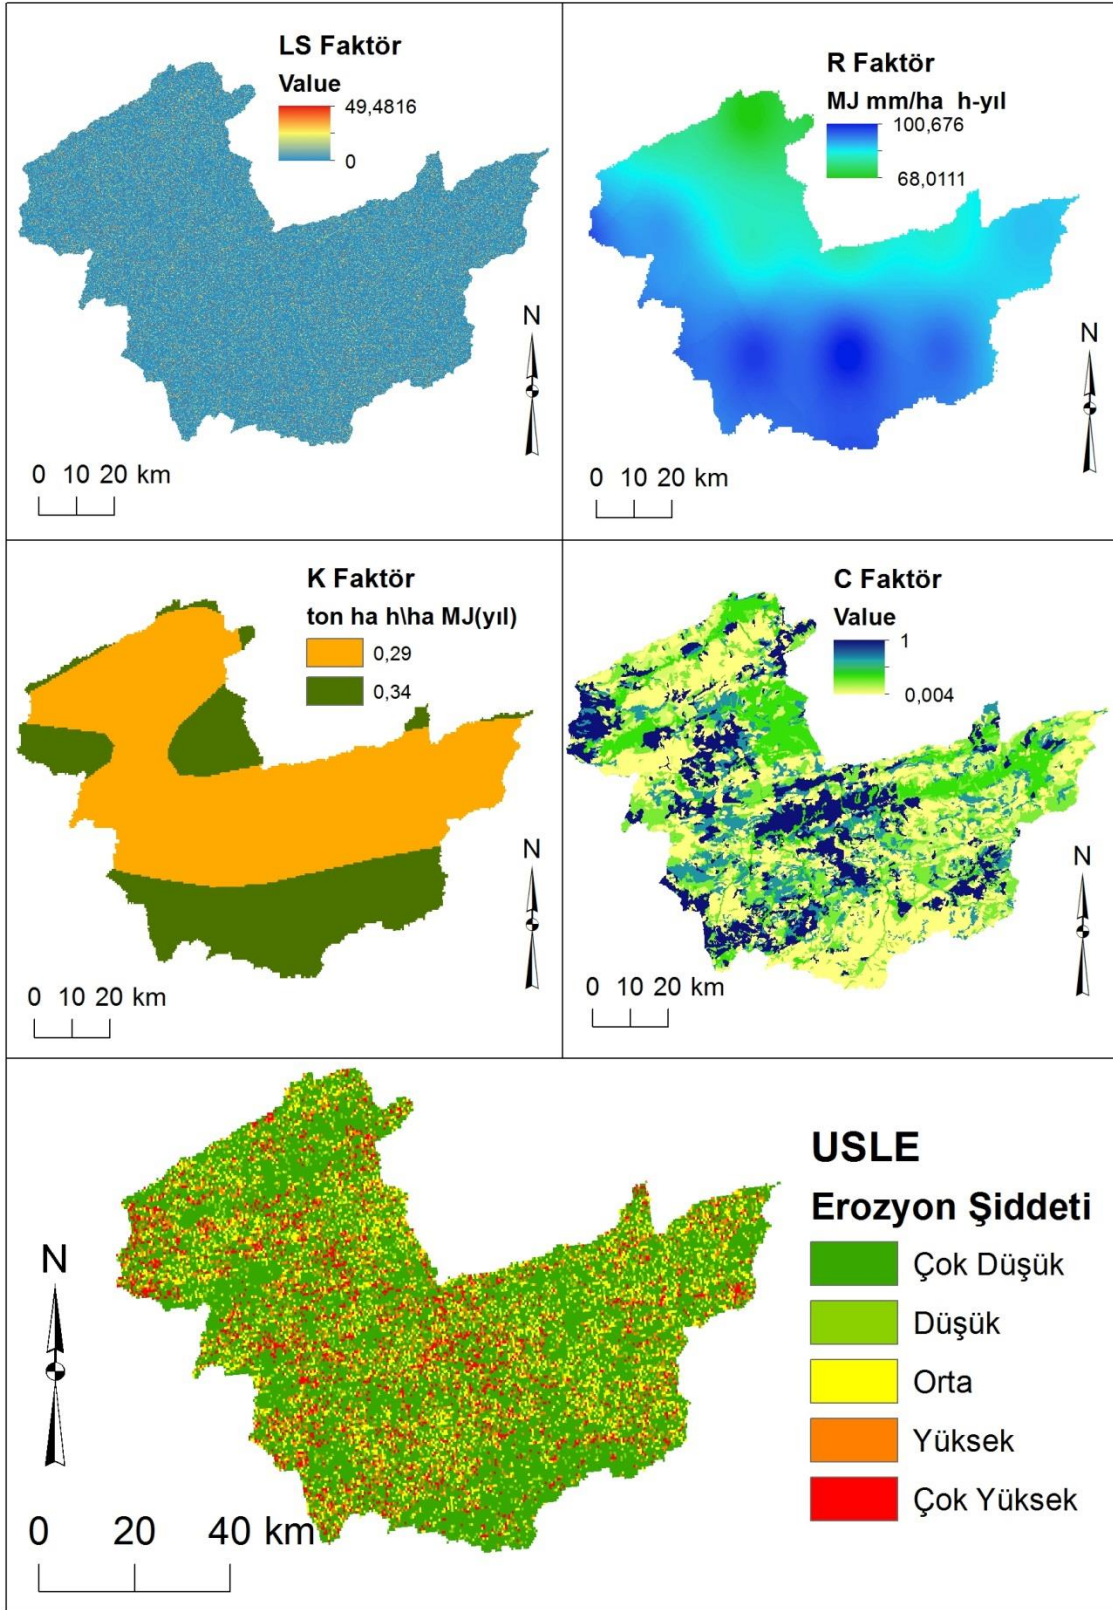 LS Faktör
Value
49,4816
0
N
0 10 20 km
R Faktör
MJ mm/ha h-yıl
100,676
68,0111
N
0 10 20 km
K Faktör
ton ha h\ha MJ(yıl)
0,29
0,34
N
0 10 20 km
C Faktör
Value
1
0,004
N
0 10 20 km
USLE
Erozyon Şiddeti
Çok Düşük
Düşük
Orta
Yüksek
Çok Yüksek
N
0 20 40 km